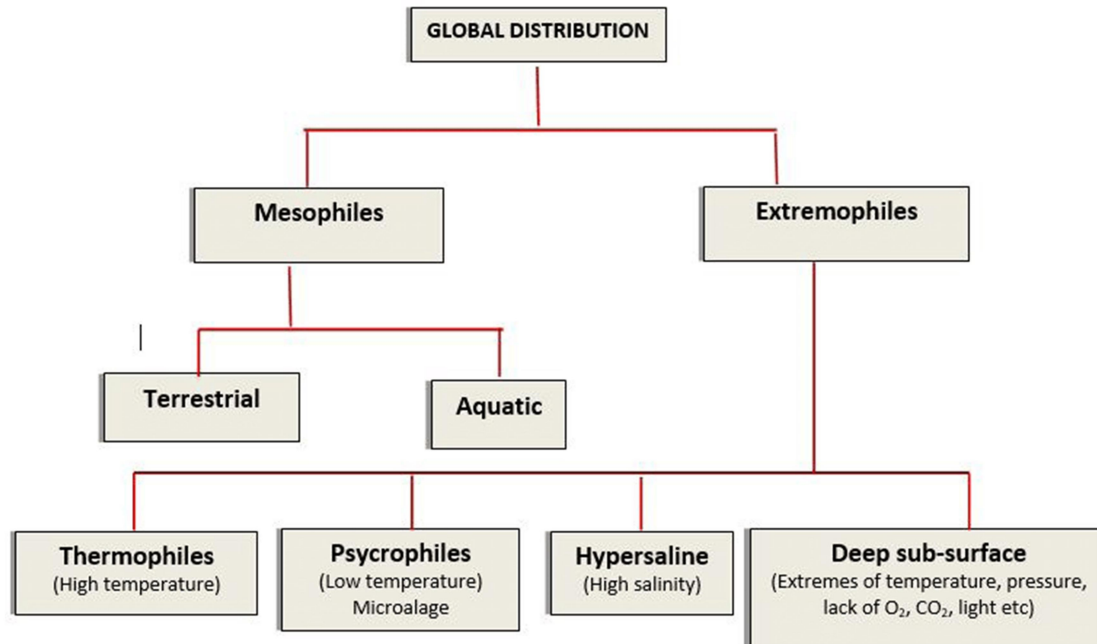 GLOBAL DISTRIBUTION
Mesophiles
Extremophiles
Terrestrial
Aquatic
Thermophiles
(High temperature)
Psycrophiles
(Low temperature)
Microalage
Hypersaline
(High salinity)
Deep sub-surface
(Extremes of temperature, pressure,
lack of O₂, CO₂, light etc)